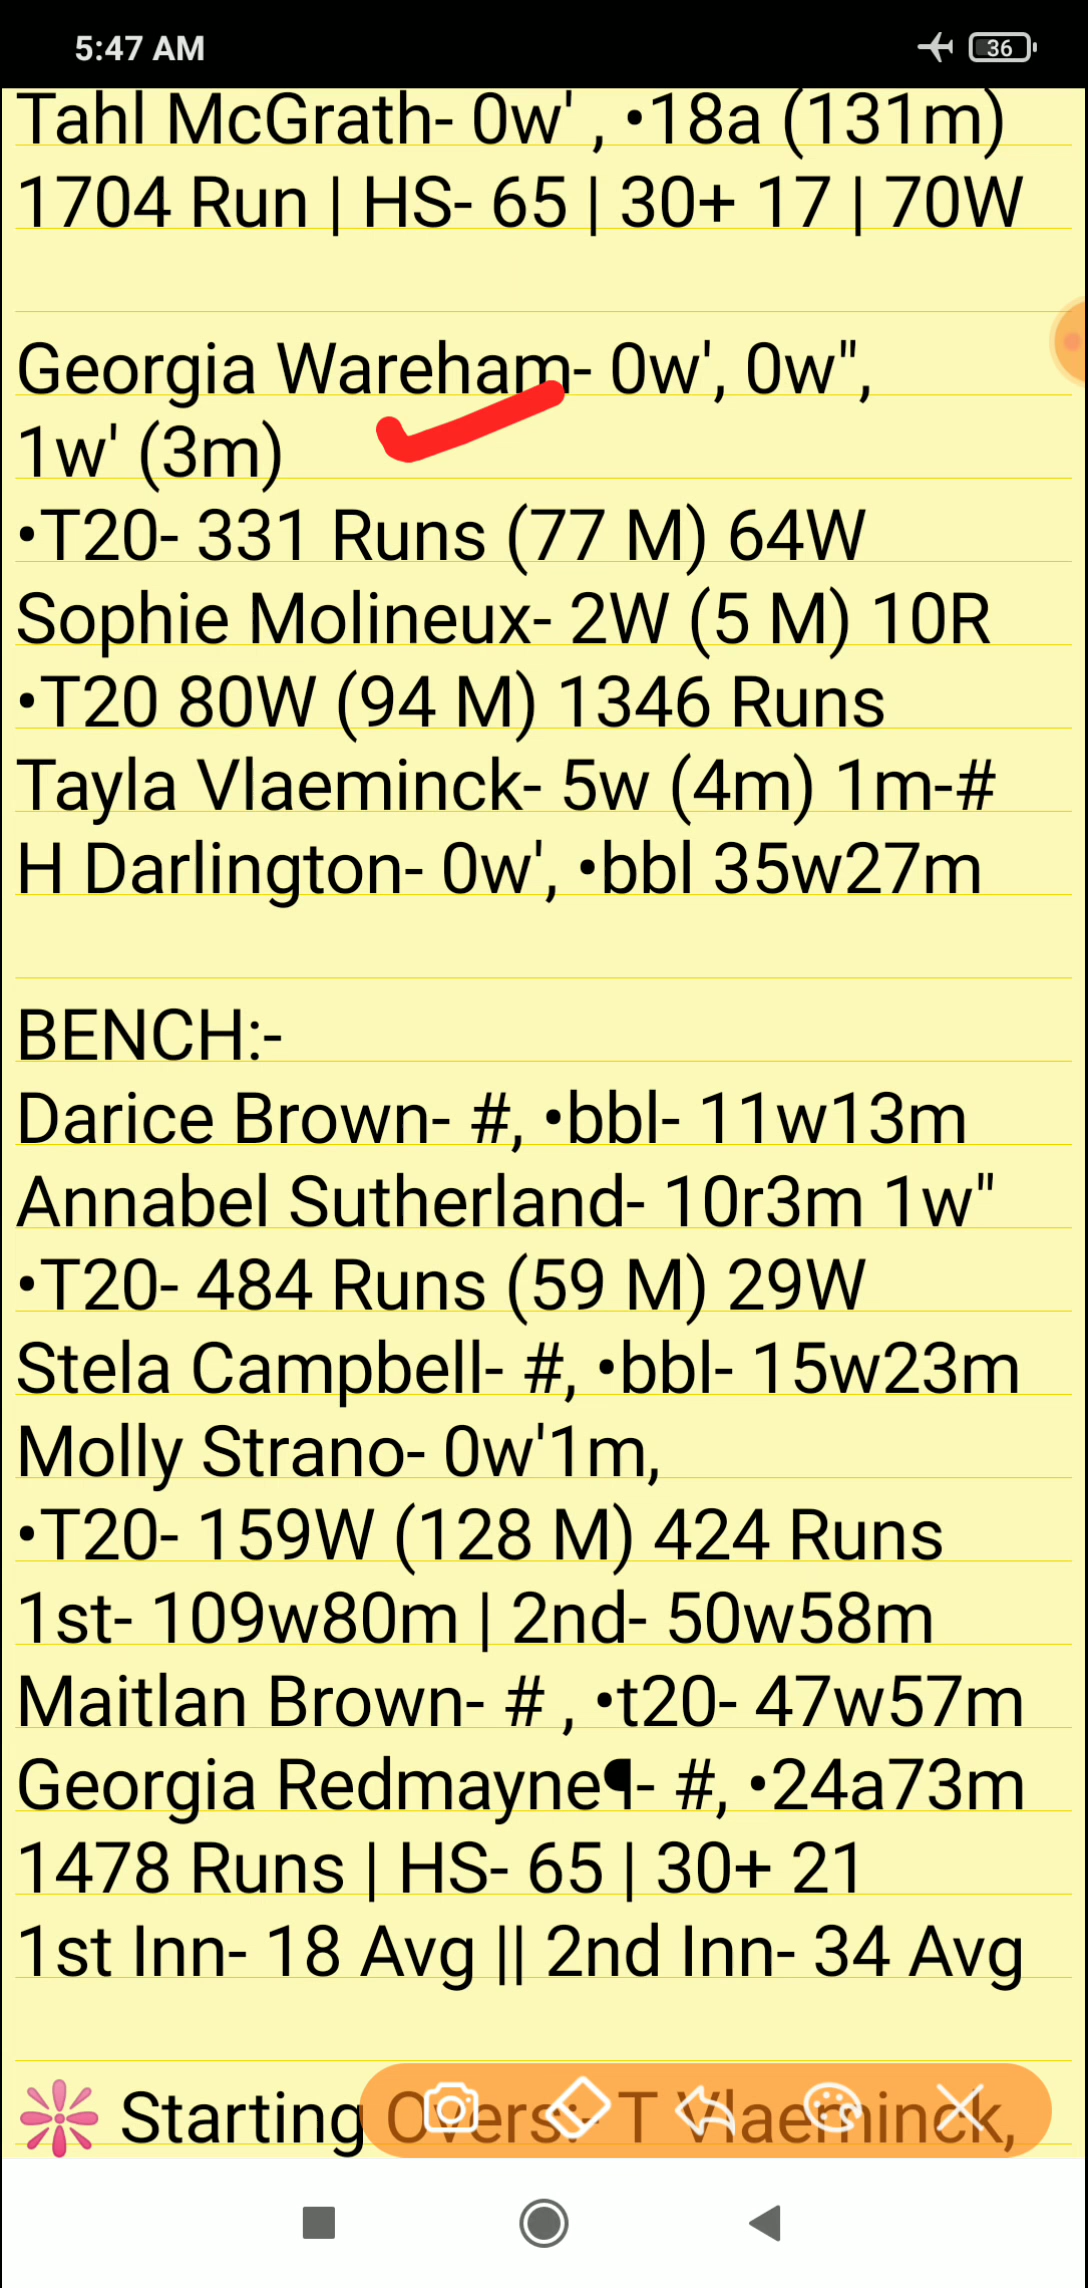 5:47 AM
36
Tahl McGrath- 0w' , •18a (131m)
1704 Run | HS- 65 | 30+ 17 | 70W
Georgia Wareham- 0w', 0w",
1w' (3m)
•T20- 331 Runs (77 M) 64W
Sophie Molineux- 2W (5 M) 10R
•T20 80W (94 M) 1346 Runs
Tayla Vlaeminck- 5w (4m) 1m-#
H Darlington- 0w', •bbl 35w27m
BENCH:-
Darice Brown- #, •bbl- 11w13m
Annabel Sutherland- 10r3m 1w"
•T20- 484 Runs (59 M) 29W
Stela Campbell- #, •bbl- 15w23m
Molly Strano- 0w'1m,
•T20- 159W (128 M) 424 Runs
1st- 109w80m | 2nd- 50w58m
Maitlan Brown- # , •t20- 47w57m
Georgia Redmayne¶- #, •24a73m
1478 Runs | HS- 65 | 30+ 21
1st Inn- 18 Avg || 2nd Inn- 34 Avg
Starting Overs:- T Vlaeminck,